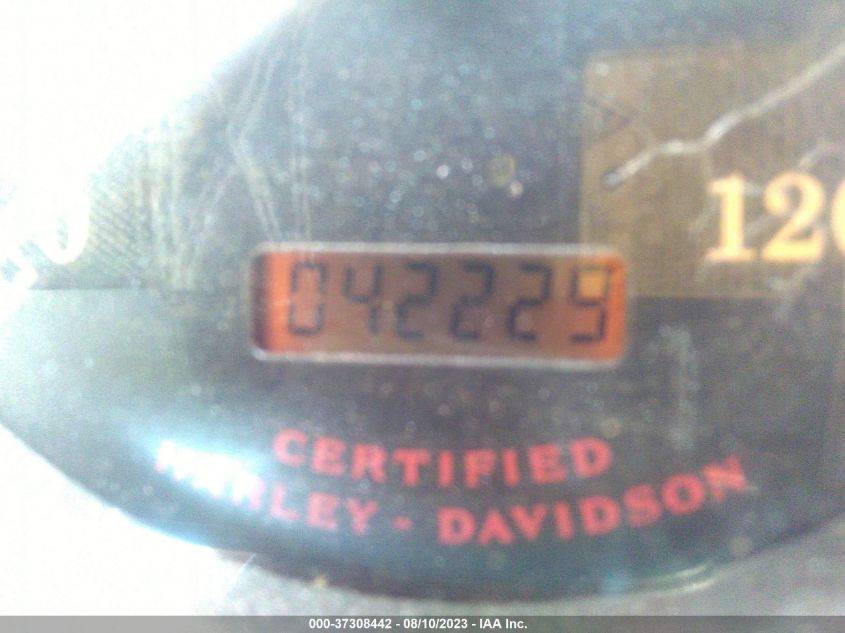 120
042229
CERTIFIED
HARLEY - DAVIDSON
000-37308442 - 08/10/2023 - IAA Inc.